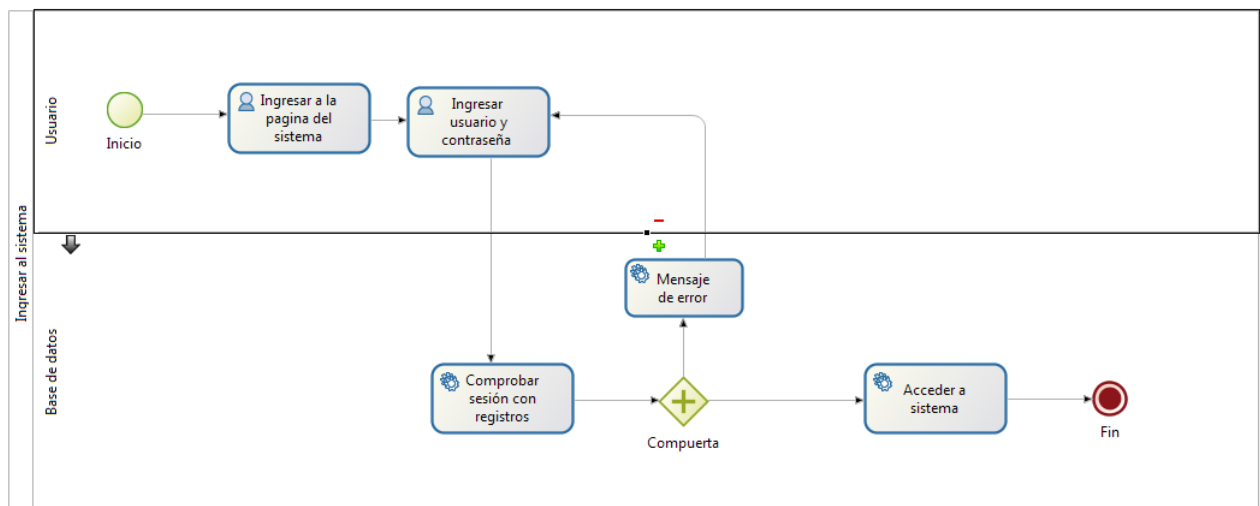 Ingresar al sistema
Usuario
Inicio
Ingresar a la
pagina del
sistema
Ingresar
usuario y
contraseña
Base de datos
Mensaje
de error
Comprobar
sesión con
registros
Compuerta
Acceder a
sistema
Fin